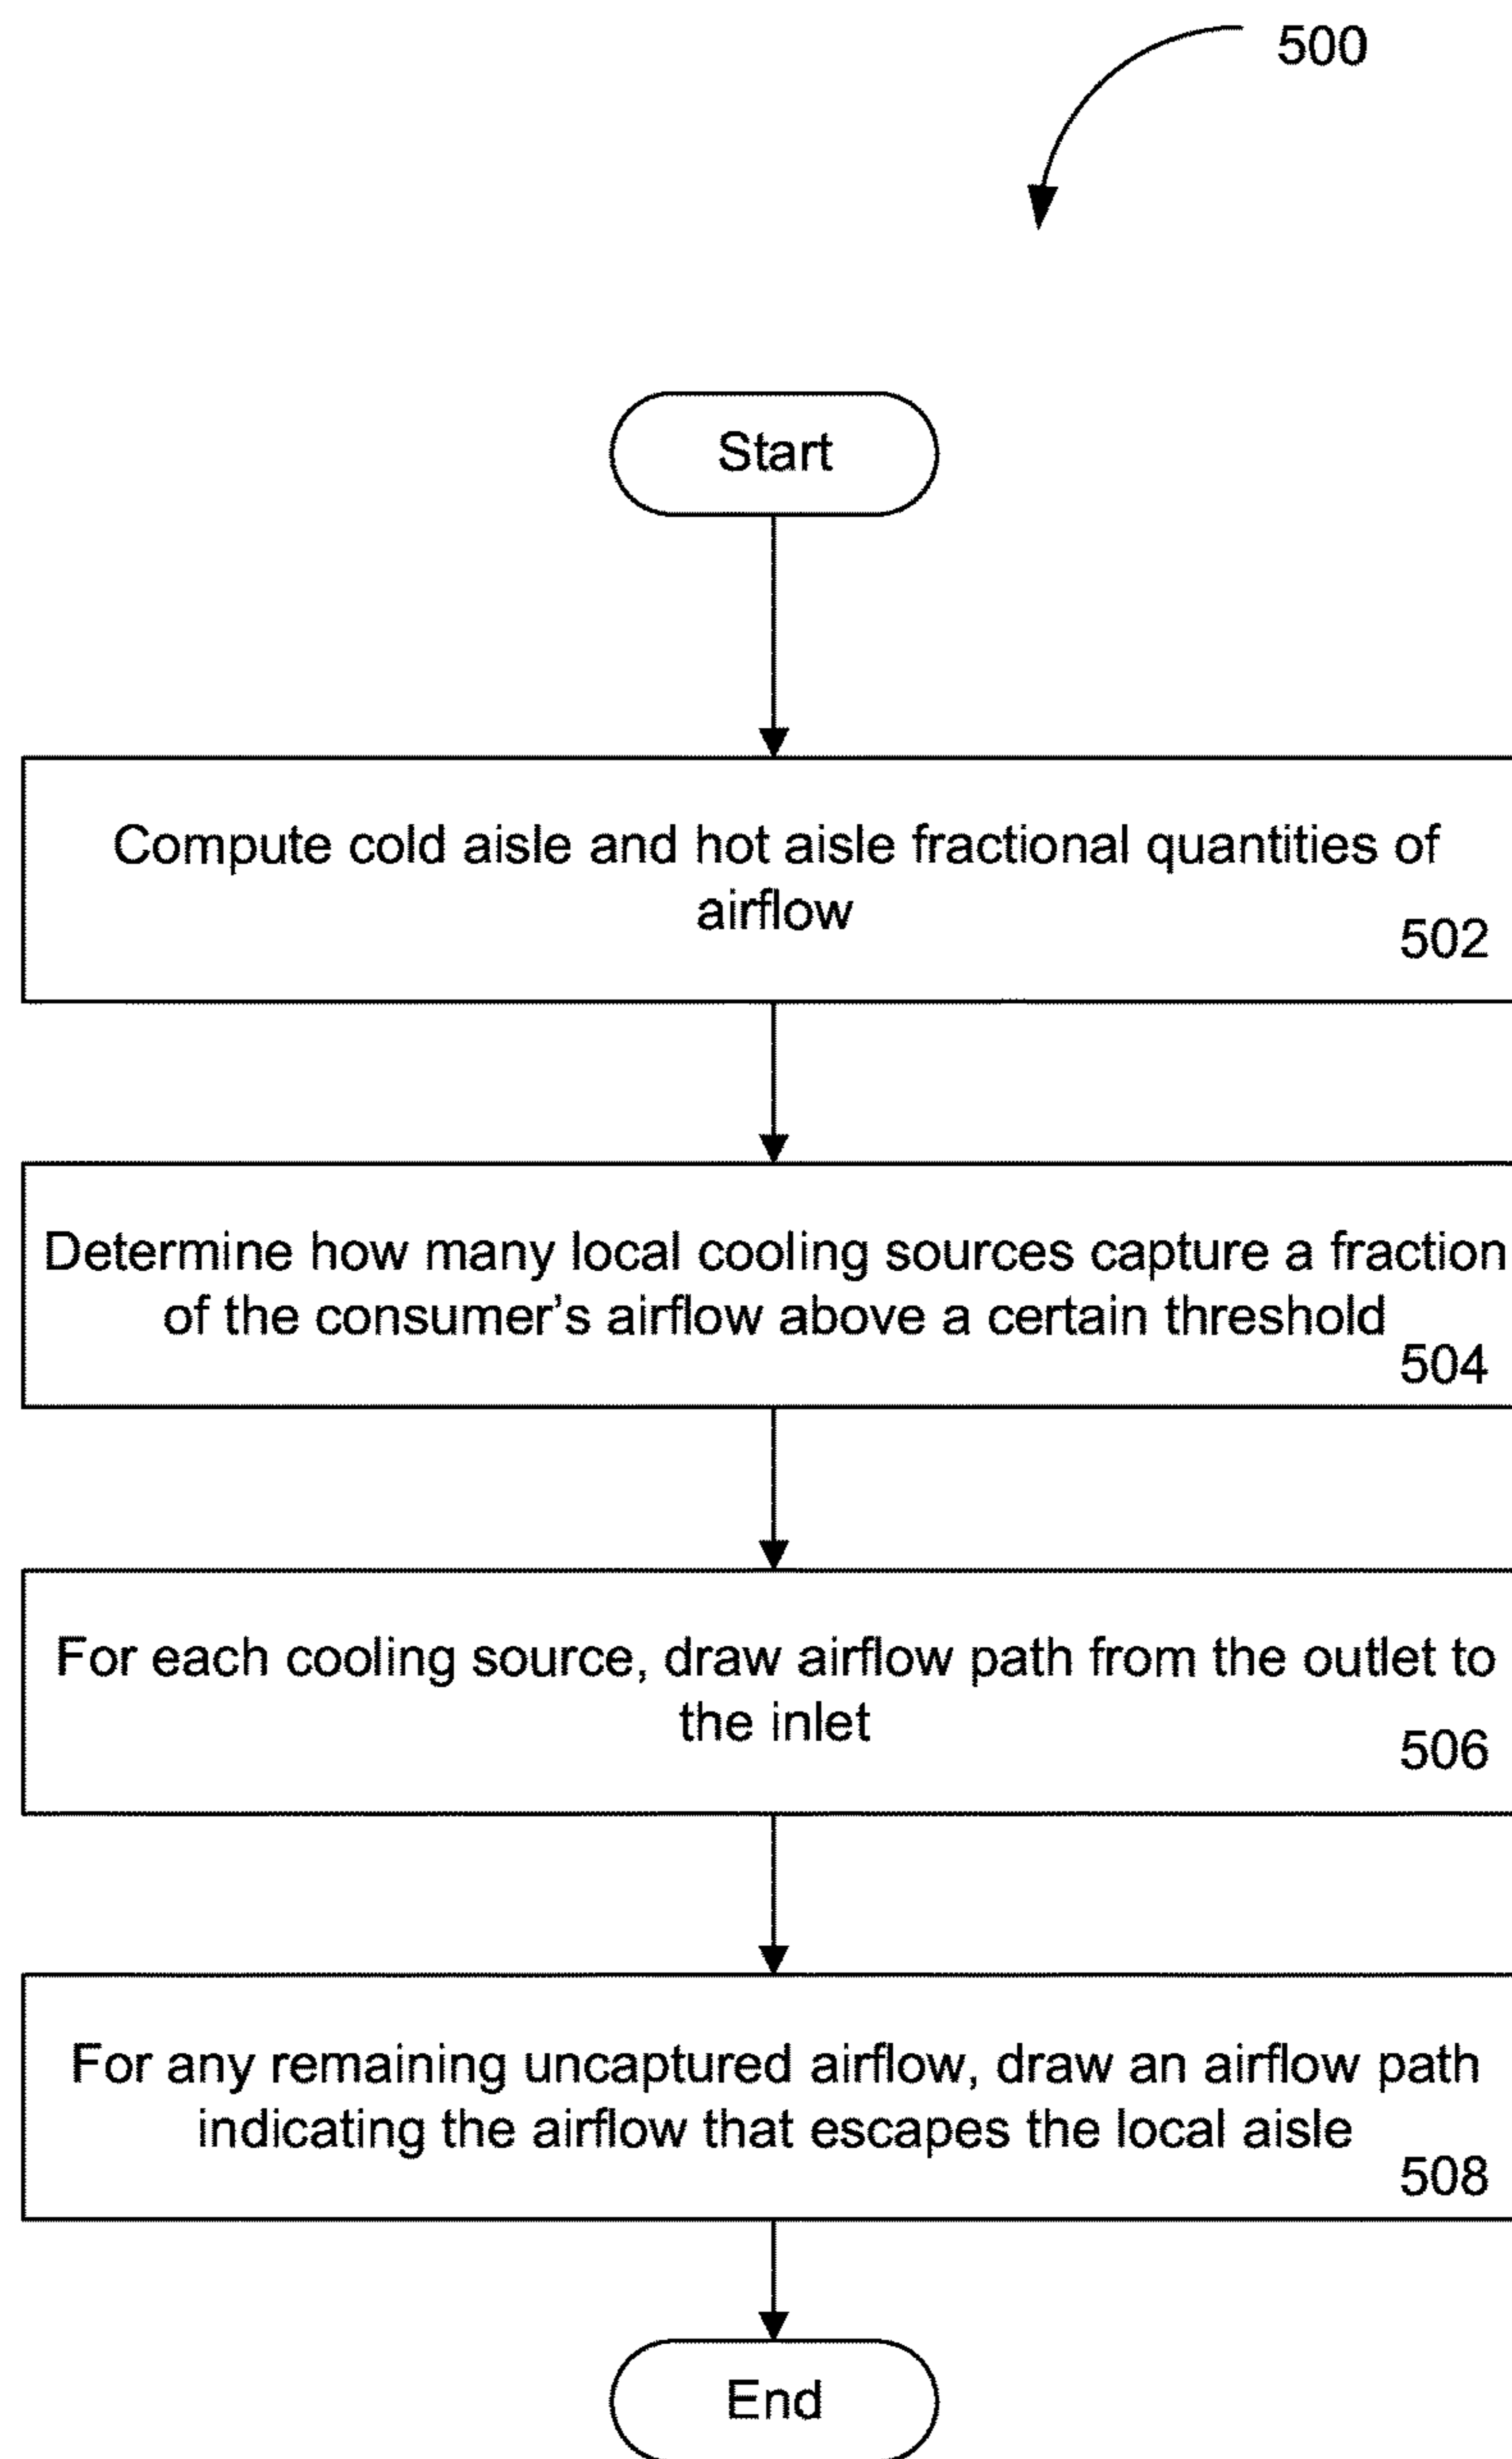 500
Start
Compute cold aisle and hot aisle fractional quantities of
airflow
502
Determine how many local cooling sources capture a fraction
of the consumer's airflow above a certain threshold
504
For each cooling source, draw airflow path from the outlet to
the inlet
506
For any remaining uncaptured airflow, draw an airflow path
indicating the airflow that escapes the local aisle
508
End